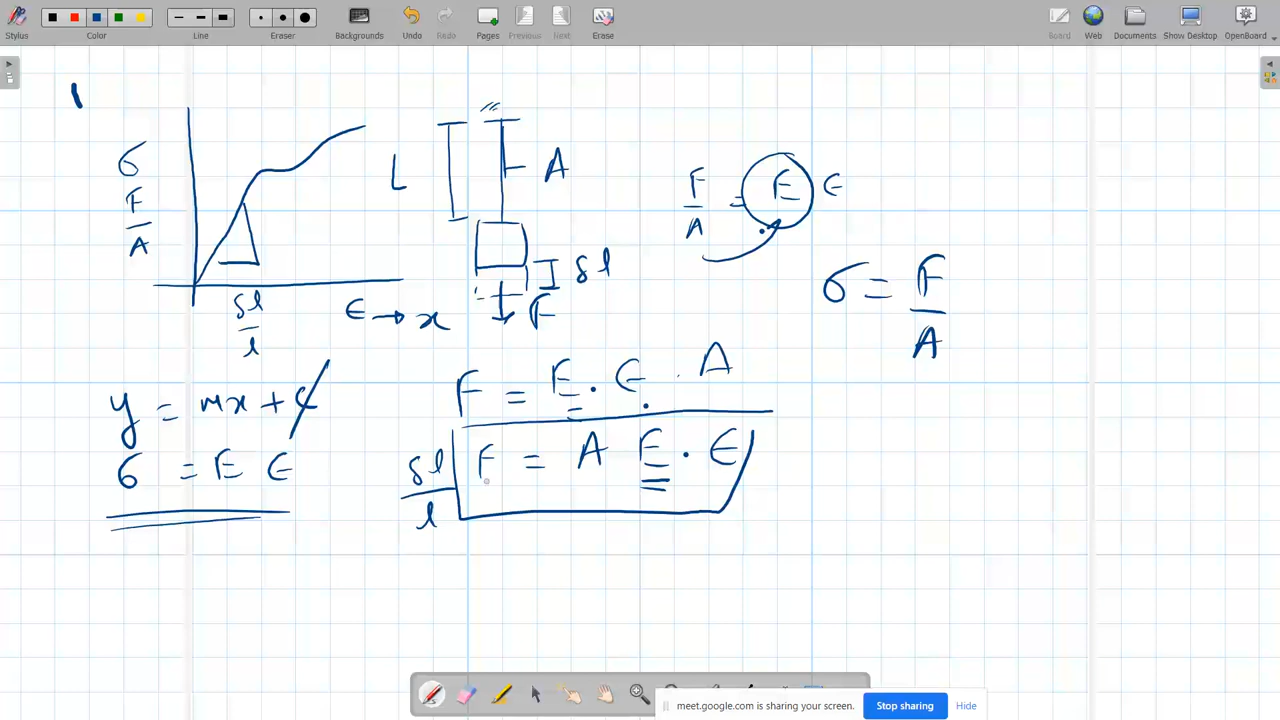 Stylus
Color
Line
Eraser
Backgrounds
Undo
Redo
Pages
Previous
Next
Erase
Board
Web
Documents
Show Desktop
OpenBoard
σ
F
A
δl
l
ϵ → x
L
A
δl
F
F/A = E ϵ
σ = F/A
y = mx + c
σ = E ϵ
F = E · ϵ · A
F = A E · ϵ
δl
l
meet.google.com is sharing your screen.
Stop sharing
Hide